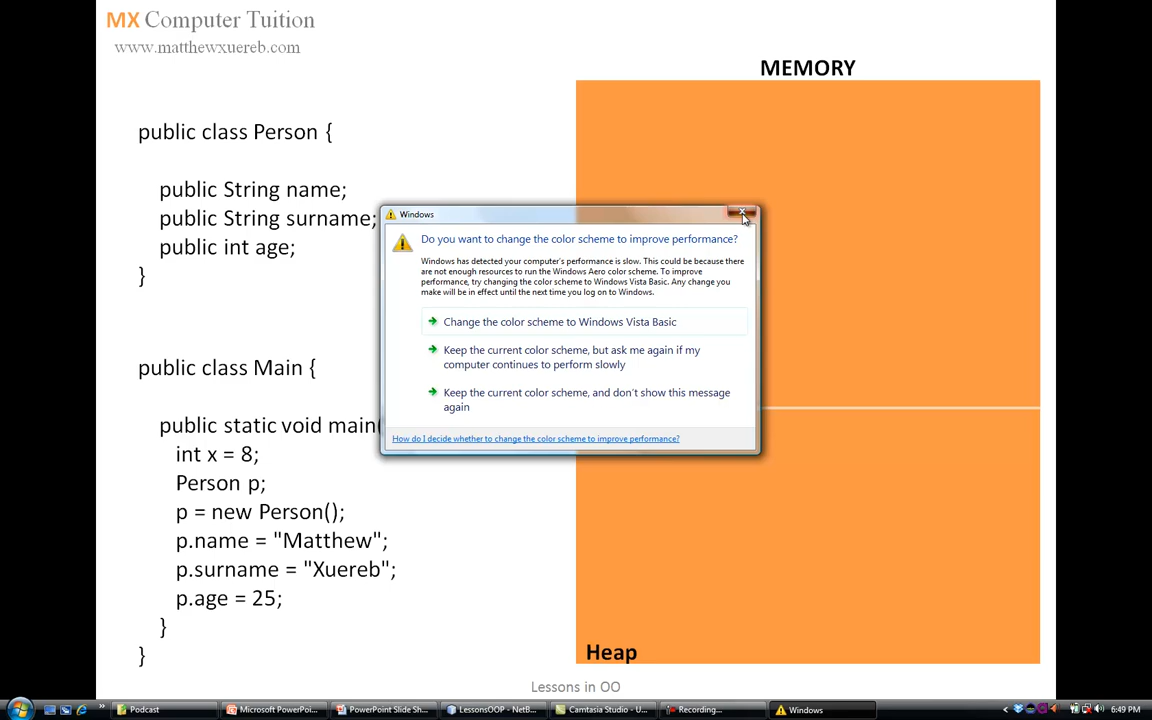 MX Computer Tuition
www.matthewxuereb.com
MEMORY
public class Person {
public String name;
public String surname;
public int age;
}
public class Main {
public static void main(
int x = 8;
Person p;
p = new Person();
p.name = "Matthew";
p.surname = "Xuereb";
p.age = 25;
}
}
Windows
Do you want to change the color scheme to improve performance?
Windows has detected your computer's performance is slow. This could be because there
are not enough resources to run the Windows Aero color scheme. To improve
performance, try changing the color scheme to Windows Vista Basic. Any change you
make will be in effect until the next time you log on to Windows.
Change the color scheme to Windows Vista Basic
Keep the current color scheme, but ask me again if my
computer continues to perform slowly
Keep the current color scheme, and don't show this message
again
How do I decide whether to change the color scheme to improve performance?
Heap
Lessons in OO
Podcast
Microsoft PowerPoi...
PowerPoint Slide Sh...
LessonsOOP - NetB...
Camtasia Studio - U...
Recording...
Windows
6:49 PM